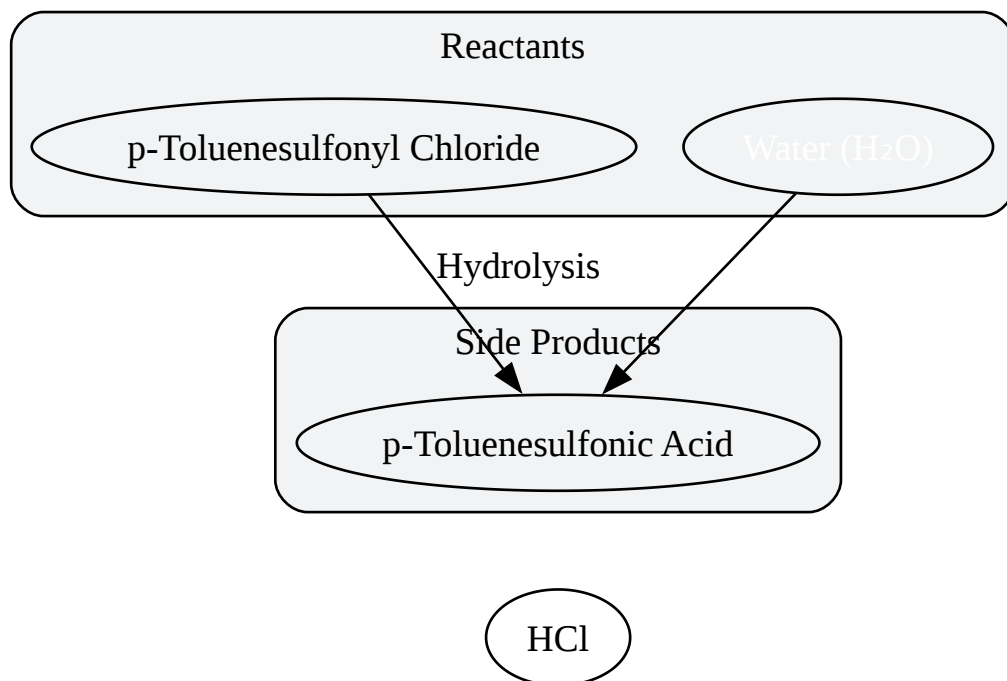 Reactants
p-Toluenesulfonyl Chloride
Water (H₂O)
Hydrolysis
Side Products
p-Toluenesulfonic Acid
HCl